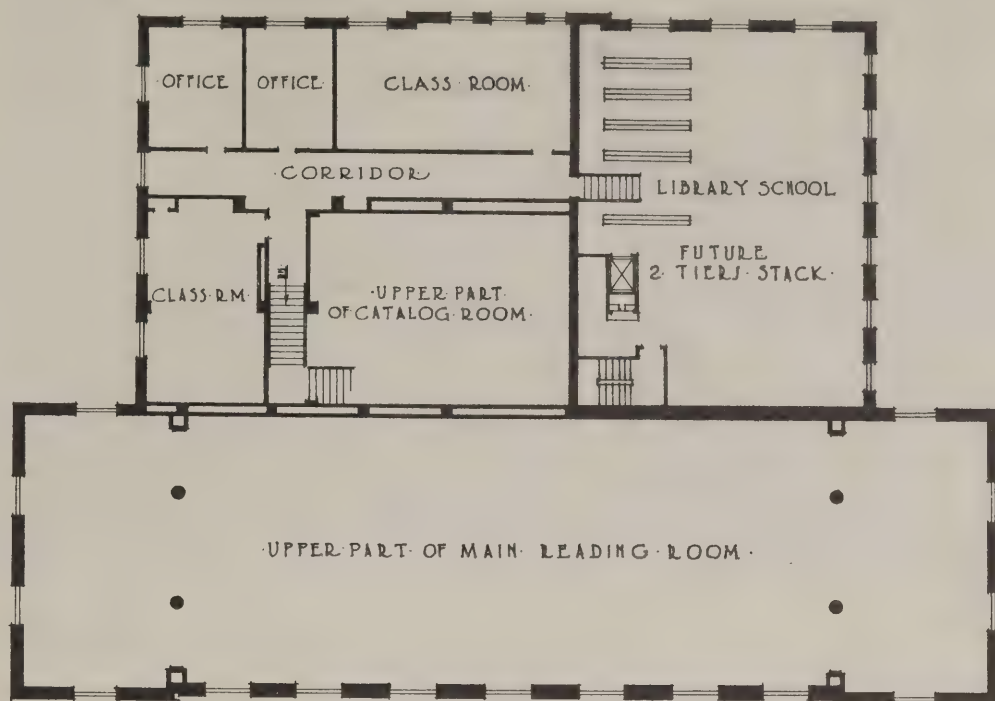 OFFICE
OFFICE·
CLASS·ROOM·
·CORRIDOR
LIBRARY SCHOOL
FUTURE
2·TIERS·STACK·
CLASS·RM·
·UPPER·PART·
OF·CATALOG·ROOM·
·UPPER·PART·OF MAIN·READING·ROOM·